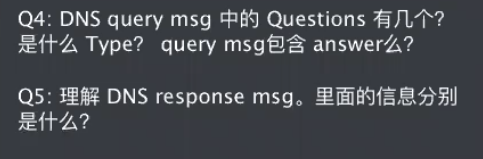 Q4: DNS query msg 中的 Questions 有几个?
是什么 Type? query msg包含 answer么?
Q5: 理解 DNS response msg。里面的信息分别
是什么?